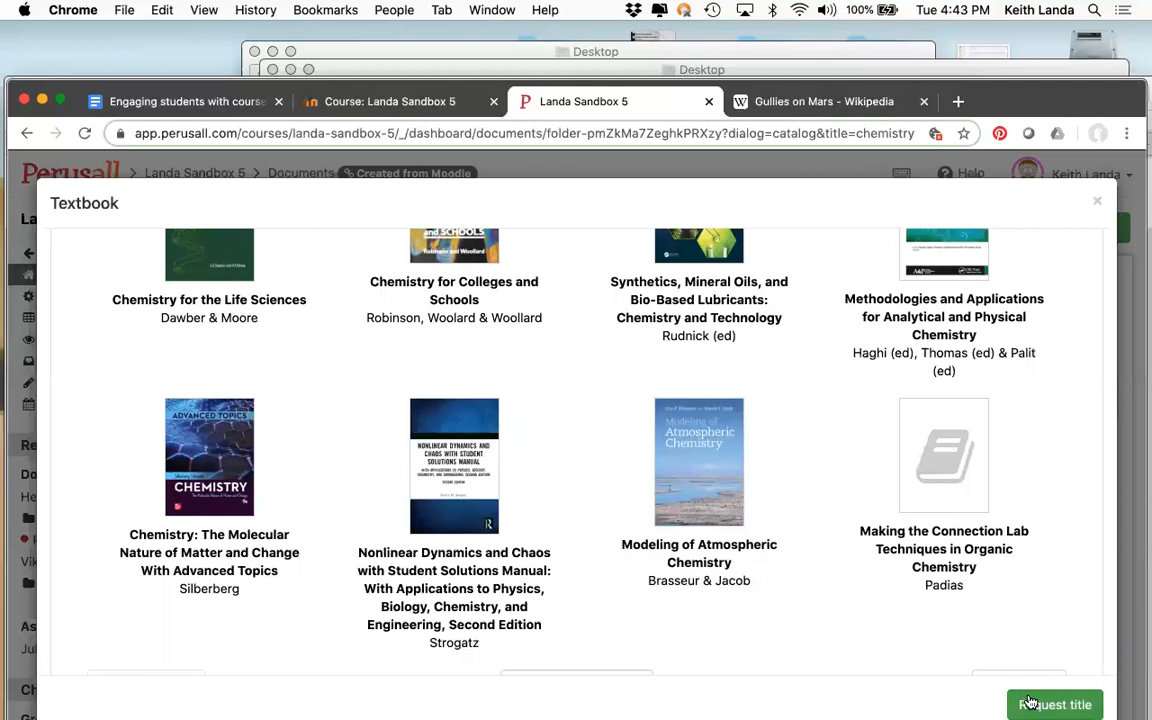 Chrome File Edit View History Bookmarks People Tab Window Help 100% Tue 4:43 PM Keith Landa
Desktop
Desktop
Engaging students with course
Course: Landa Sandbox 5
Landa Sandbox 5
Gullies on Mars - Wikipedia
app.perusall.com/courses/landa-sandbox-5/_/dashboard/documents/folder-pmZkMa7ZeghkPRXzy?dialog=catalog&title=chemistry
Perusall Landa Sandbox 5 Documents Created from Moodle Help Keith Landa
Textbook
Chemistry for the Life Sciences
Dawber & Moore
and SCHOOLS
Robinson and Woollard
Chemistry for Colleges and
Schools
Robinson, Woolard & Woollard
Synthetics, Mineral Oils, and
Bio-Based Lubricants:
Chemistry and Technology
Rudnick (ed)
Methodologies and Applications
for Analytical and Physical
Chemistry
Haghi (ed), Thomas (ed) & Palit
(ed)
ADVANCED TOPICS
CHEMISTRY
Chemistry: The Molecular
Nature of Matter and Change
With Advanced Topics
Silberberg
NONLINEAR DYNAMICS AND
CHAOS WITH STUDENT
SOLUTIONS MANUAL
Nonlinear Dynamics and Chaos
with Student Solutions Manual:
With Applications to Physics,
Biology, Chemistry, and
Engineering, Second Edition
Strogatz
Modeling of
Atmospheric
Chemistry
Modeling of Atmospheric
Chemistry
Brasseur & Jacob
Making the Connection Lab
Techniques in Organic
Chemistry
Padias
Request title